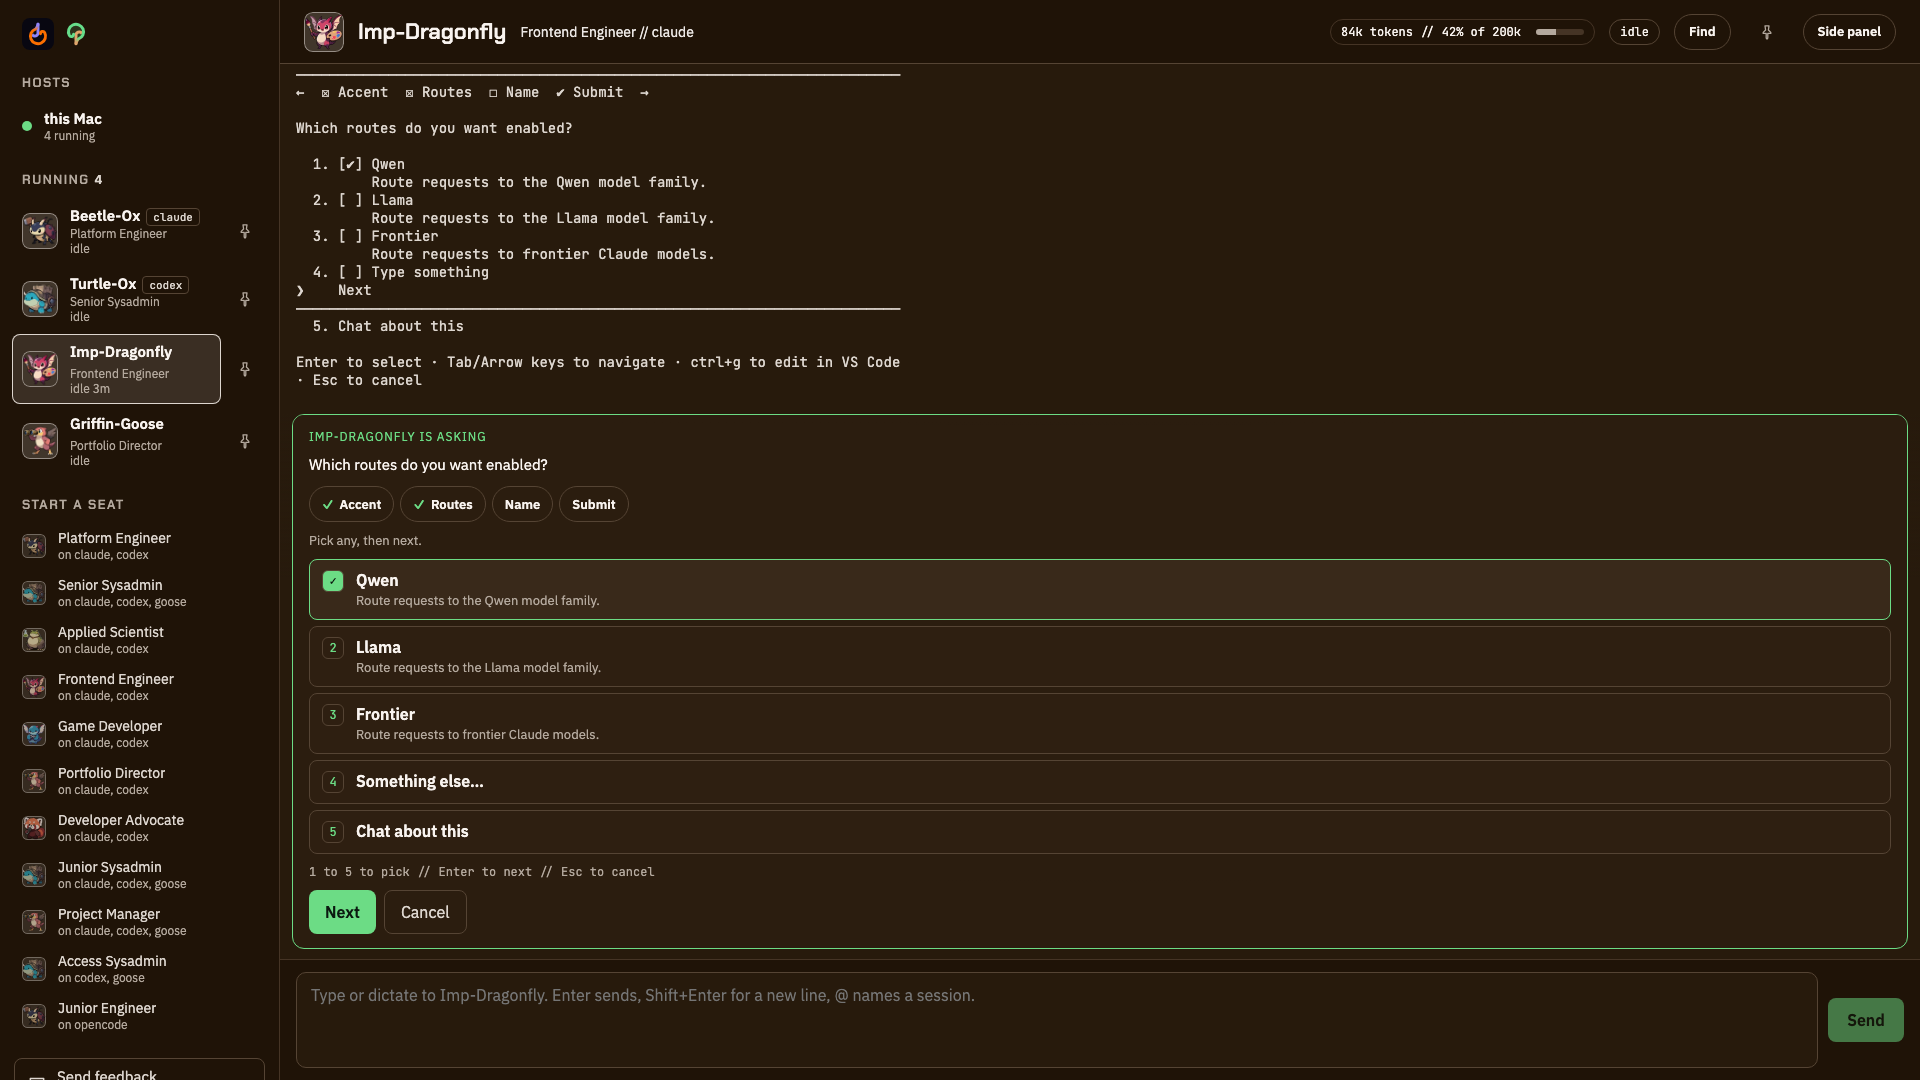 HOSTS
this Mac
4 running
RUNNING 4
Beetle-Ox claude
Platform Engineer
idle
Turtle-Ox codex
Senior Sysadmin
idle
Imp-Dragonfly
Frontend Engineer
idle 3m
Griffin-Goose
Portfolio Director
idle
START A SEAT
Platform Engineer
on claude, codex
Senior Sysadmin
on claude, codex, goose
Applied Scientist
on claude, codex
Frontend Engineer
on claude, codex
Game Developer
on claude, codex
Portfolio Director
on claude, codex
Developer Advocate
on claude, codex
Junior Sysadmin
on claude, codex, goose
Project Manager
on claude, codex, goose
Access Sysadmin
on codex, goose
Junior Engineer
on opencode
Send feedback
Imp-Dragonfly Frontend Engineer // claude
84k tokens // 42% of 200k idle Find Side panel
← ☒ Accent ☒ Routes ☐ Name ✔ Submit →
Which routes do you want enabled?
1. [✔] Qwen
Route requests to the Qwen model family.
2. [ ] Llama
Route requests to the Llama model family.
3. [ ] Frontier
Route requests to frontier Claude models.
4. [ ] Type something
❯ Next
5. Chat about this
Enter to select · Tab/Arrow keys to navigate · ctrl+g to edit in VS Code
· Esc to cancel
IMP-DRAGONFLY IS ASKING
Which routes do you want enabled?
✓ Accent ✓ Routes Name Submit
Pick any, then next.
✓ Qwen
Route requests to the Qwen model family.
2 Llama
Route requests to the Llama model family.
3 Frontier
Route requests to frontier Claude models.
4 Something else...
5 Chat about this
1 to 5 to pick // Enter to next // Esc to cancel
Next Cancel
Type or dictate to Imp-Dragonfly. Enter sends, Shift+Enter for a new line, @ names a session.
Send